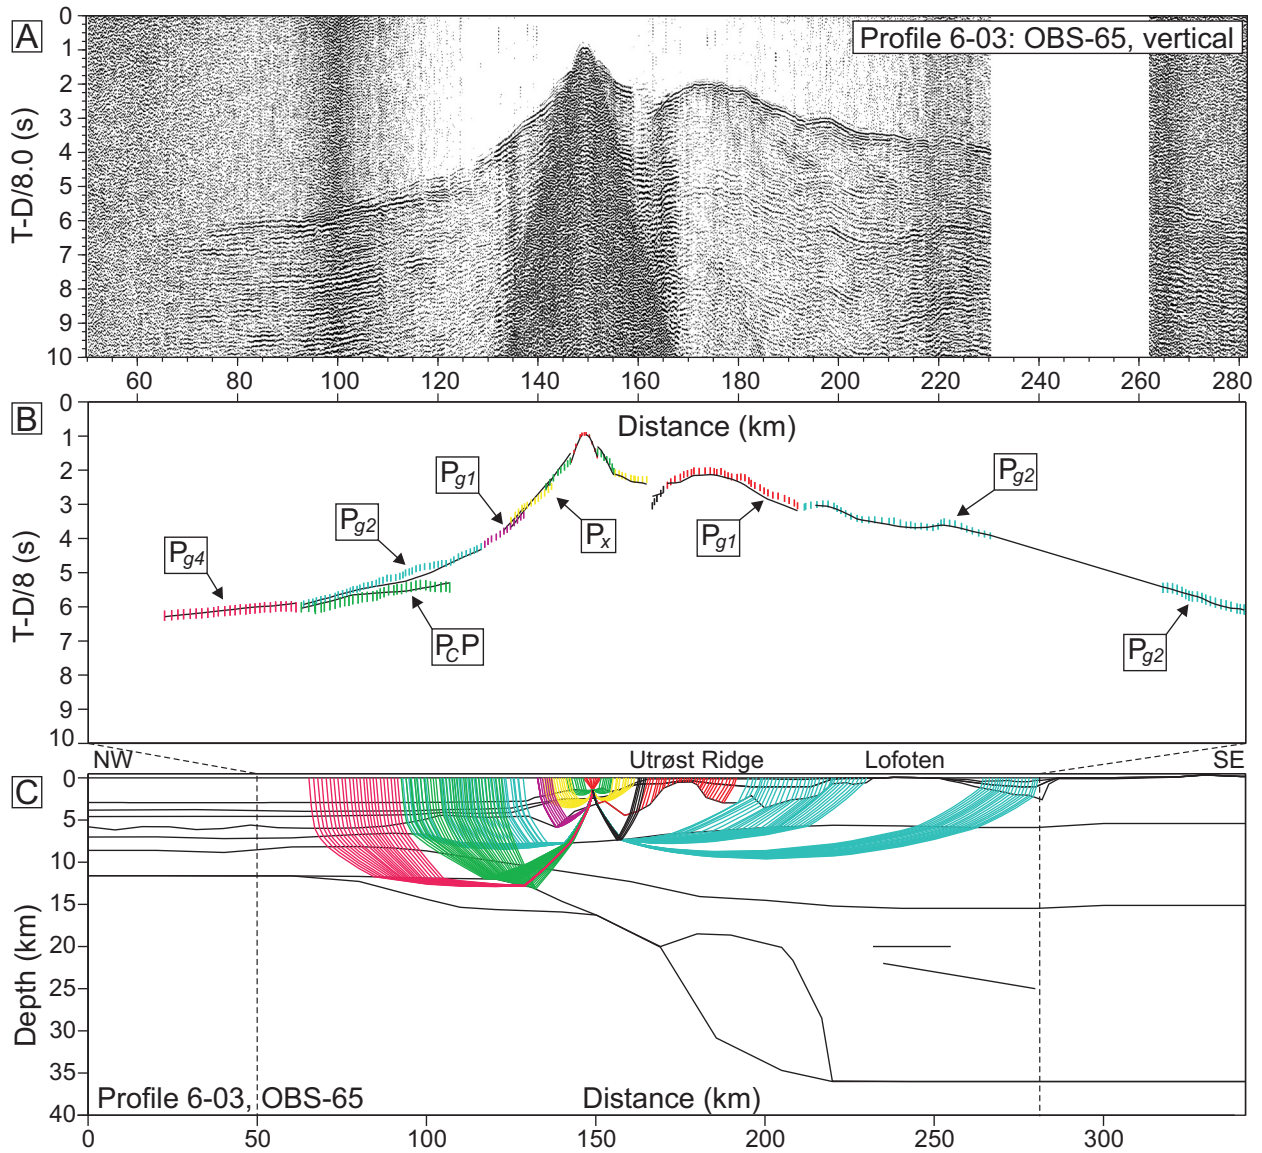 A
Profile 6-03: OBS-65, vertical
T-D/8.0 (s)
0
1
2
3
4
5
6
7
8
9
10
60 80 100 120 140 160 180 200 220 240 260 280
B
Distance (km)
T-D/8 (s)
0
1
2
3
4
5
6
7
8
9
10
Pg4
Pg2
Pg1
Px
PCP
Pg1
Pg2
Pg2
NW Utrøst Ridge Lofoten SE
C
Depth (km)
0
5
10
15
20
25
30
35
40
Profile 6-03, OBS-65
Distance (km)
0 50 100 150 200 250 300